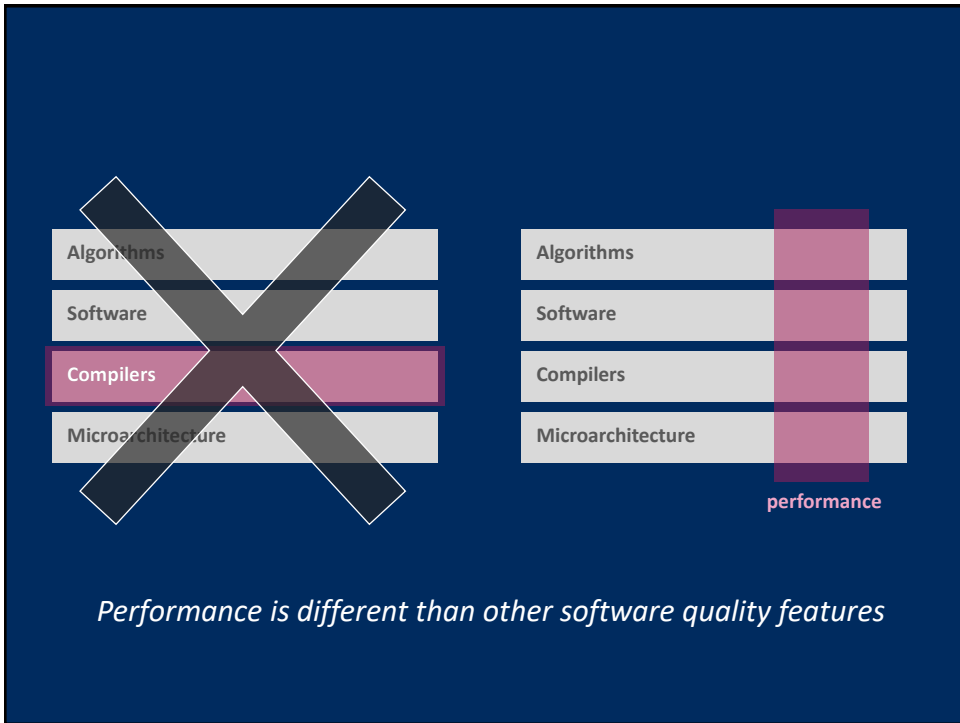 Algorithms
Software
Compilers
Microarchitecture
Algorithms
Software
Compilers
Microarchitecture
performance
Performance is different than other software quality features